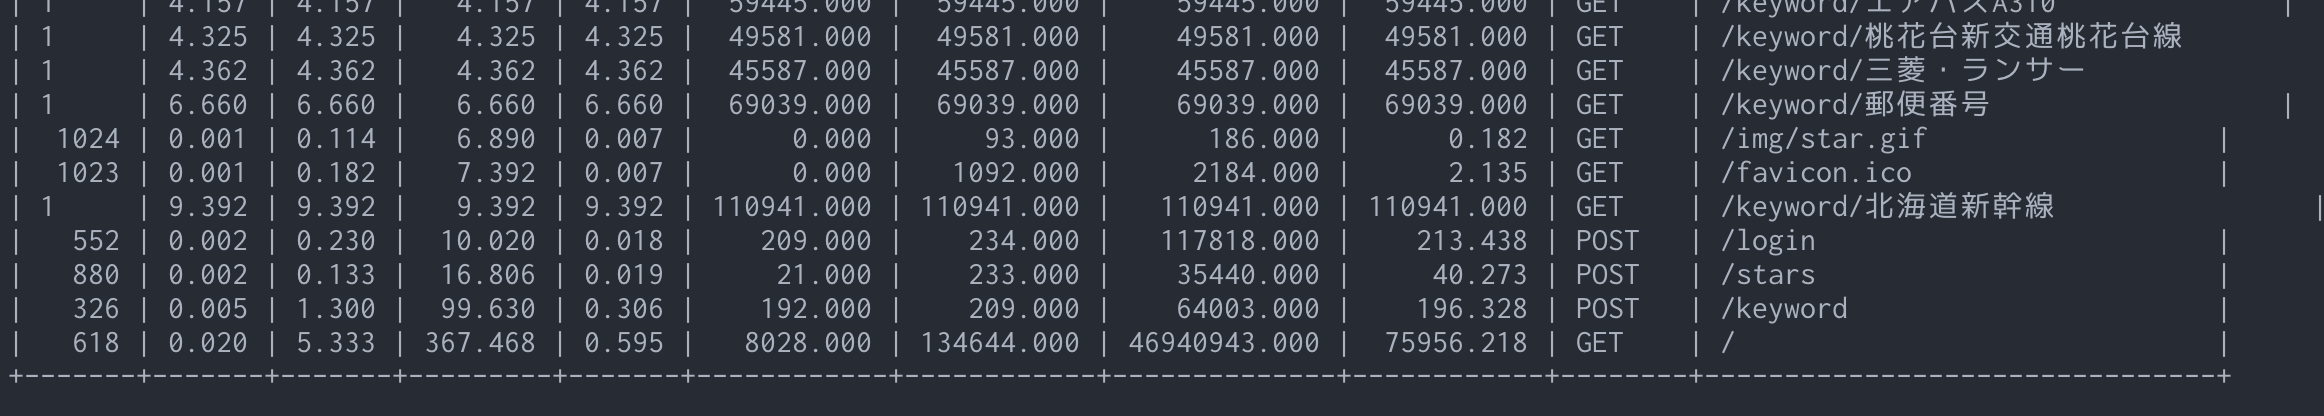 | 1 | 4.157 | 4.157 | 4.157 | 4.157 | 59445.000 | 59445.000 | 59445.000 | 59445.000 | GET | /keyword/エアバスA310 |
| 1 | 4.325 | 4.325 | 4.325 | 4.325 | 49581.000 | 49581.000 | 49581.000 | 49581.000 | GET | /keyword/桃花台新交通桃花台線
| 1 | 4.362 | 4.362 | 4.362 | 4.362 | 45587.000 | 45587.000 | 45587.000 | 45587.000 | GET | /keyword/三菱・ランサー
| 1 | 6.660 | 6.660 | 6.660 | 6.660 | 69039.000 | 69039.000 | 69039.000 | 69039.000 | GET | /keyword/郵便番号 |
| 1024 | 0.001 | 0.114 | 6.890 | 0.007 | 0.000 | 93.000 | 186.000 | 0.182 | GET | /img/star.gif |
| 1023 | 0.001 | 0.182 | 7.392 | 0.007 | 0.000 | 1092.000 | 2184.000 | 2.135 | GET | /favicon.ico |
| 1 | 9.392 | 9.392 | 9.392 | 9.392 | 110941.000 | 110941.000 | 110941.000 | 110941.000 | GET | /keyword/北海道新幹線 |
| 552 | 0.002 | 0.230 | 10.020 | 0.018 | 209.000 | 234.000 | 117818.000 | 213.438 | POST | /login |
| 880 | 0.002 | 0.133 | 16.806 | 0.019 | 21.000 | 233.000 | 35440.000 | 40.273 | POST | /stars |
| 326 | 0.005 | 1.300 | 99.630 | 0.306 | 192.000 | 209.000 | 64003.000 | 196.328 | POST | /keyword |
| 618 | 0.020 | 5.333 | 367.468 | 0.595 | 8028.000 | 134644.000 | 46940943.000 | 75956.218 | GET | / |